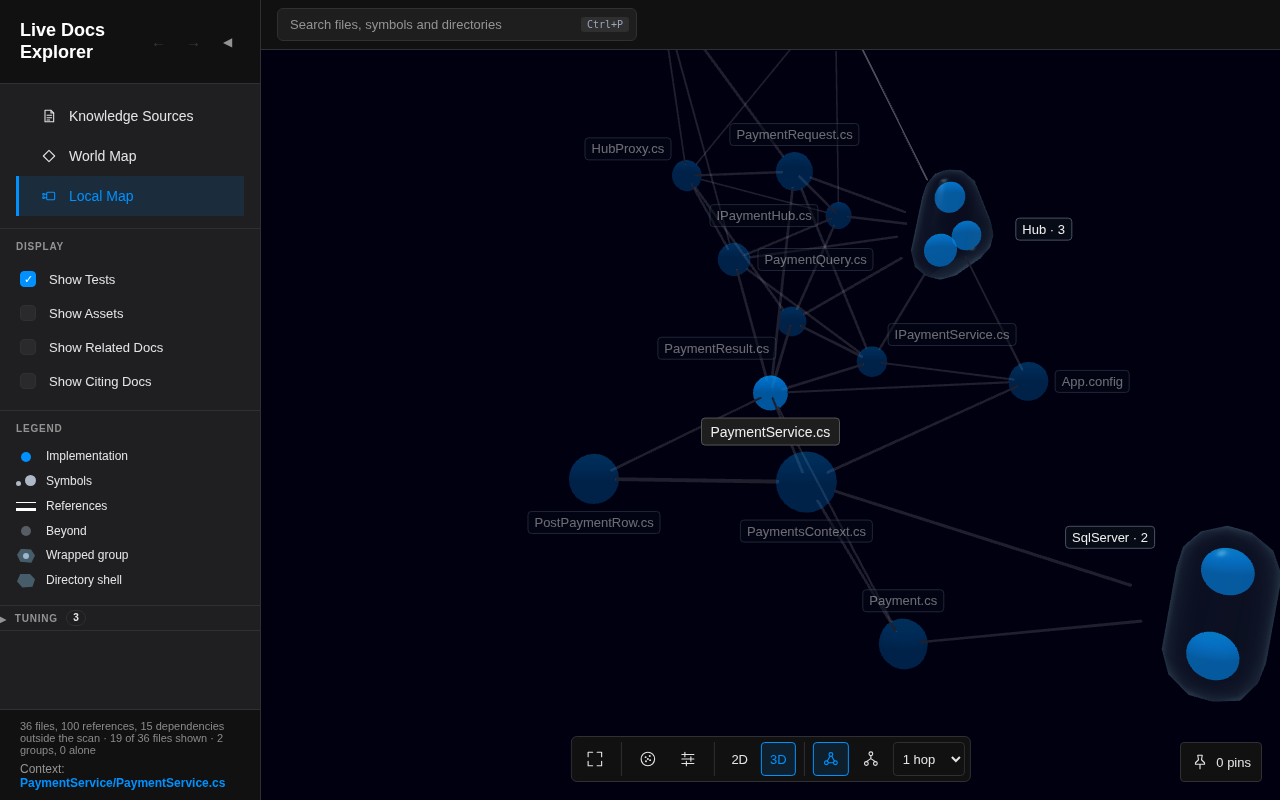 Live Docs
Explorer
Search files, symbols and directories
Ctrl+P
Knowledge Sources
World Map
Local Map
DISPLAY
Show Tests
Show Assets
Show Related Docs
Show Citing Docs
LEGEND
Implementation
Symbols
References
Beyond
Wrapped group
Directory shell
TUNING 3
36 files, 100 references, 15 dependencies
outside the scan · 19 of 36 files shown · 2
groups, 0 alone
Context:
PaymentService/PaymentService.cs
PaymentRequest.cs
HubProxy.cs
IPaymentHub.cs
Hub · 3
PaymentQuery.cs
IPaymentService.cs
PaymentResult.cs
App.config
PaymentService.cs
PostPaymentRow.cs
PaymentsContext.cs
SqlServer · 2
Payment.cs
2D
3D
1 hop
0 pins